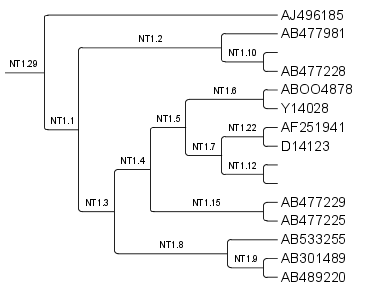 AJ496185
AB477981
NT1.2
NT1.10
NT1.29
AB477228
ABOO4878
NT1.6
Y14028
NT1.1
NT1.5
NT1.22
AF251941
D14123
NT1.7
NT1.4
NT1.12
NT1.3
NT1.15
AB477229
AB477225
AB533255
NT1.8
AB301489
NT1.9
AB489220